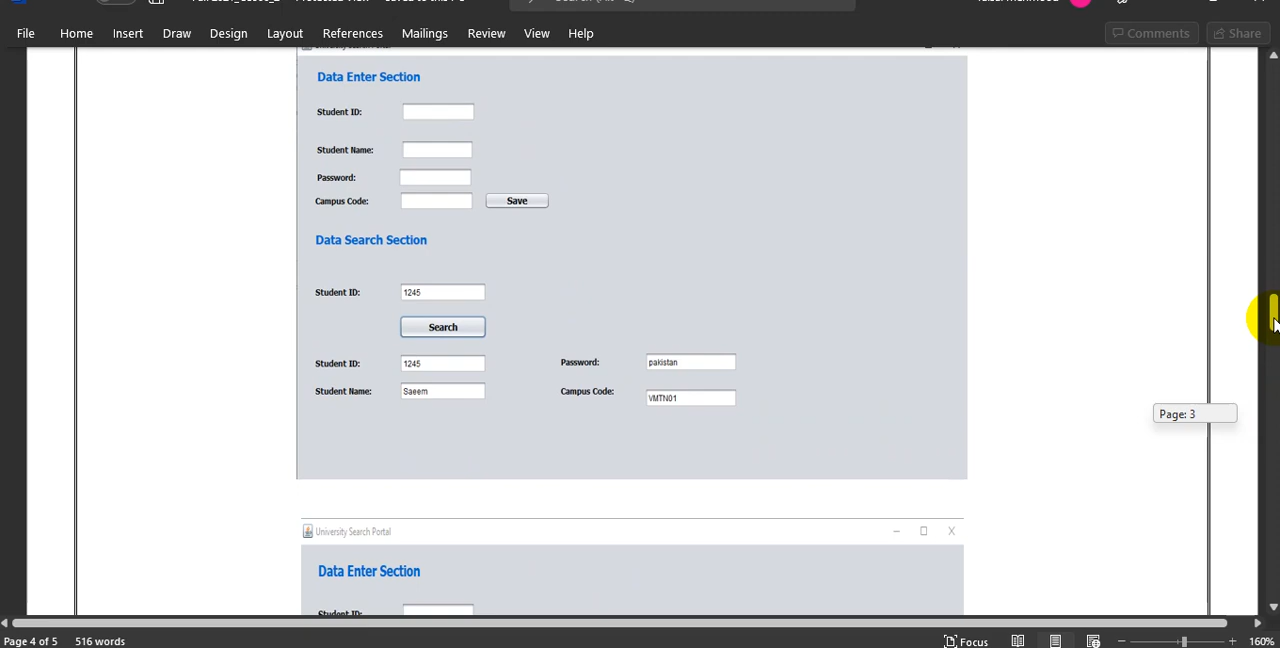 File Home Insert Draw Design Layout References Mailings Review View Help Comments Share
Data Enter Section
Student ID:
Student Name:
Password:
Campus Code: Save
Data Search Section
Student ID: 1245
Search
Student ID: 1245 Password: pakistan
Student Name: Saeem Campus Code: VMTN01
Page: 3
University Search Portal
Data Enter Section
Student ID:
Page 4 of 5 516 words Focus 160%